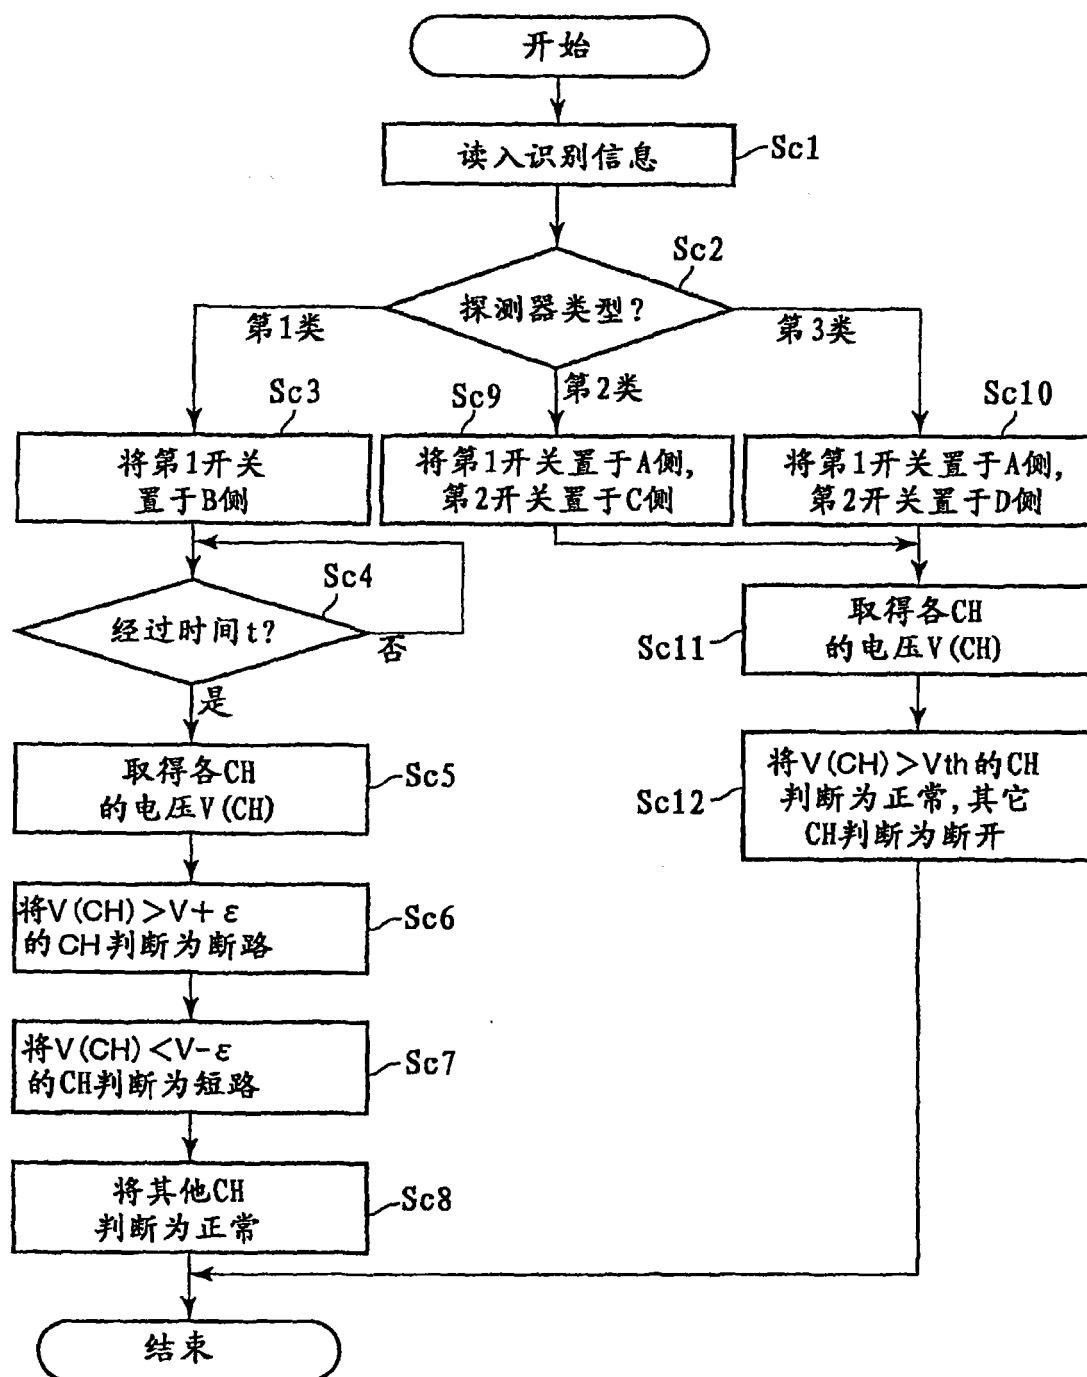 开始
读入识别信息
Sc1
Sc2
探测器类型?
第1类
第2类
第3类
Sc3
将第1开关
置于B侧
Sc9
将第1开关置于A侧,
第2开关置于C侧
Sc10
将第1开关置于A侧,
第2开关置于D侧
Sc4
经过时间t?
否
是
取得各CH
的电压V(CH)
Sc5
将V(CH)>V+ε
的CH判断为断路
Sc6
将V(CH)<V-ε
的CH判断为短路
Sc7
将其他CH
判断为正常
Sc8
取得各CH
的电压V(CH)
Sc11
将V(CH)>Vth的CH
判断为正常,其它
CH判断为断开
Sc12
结束